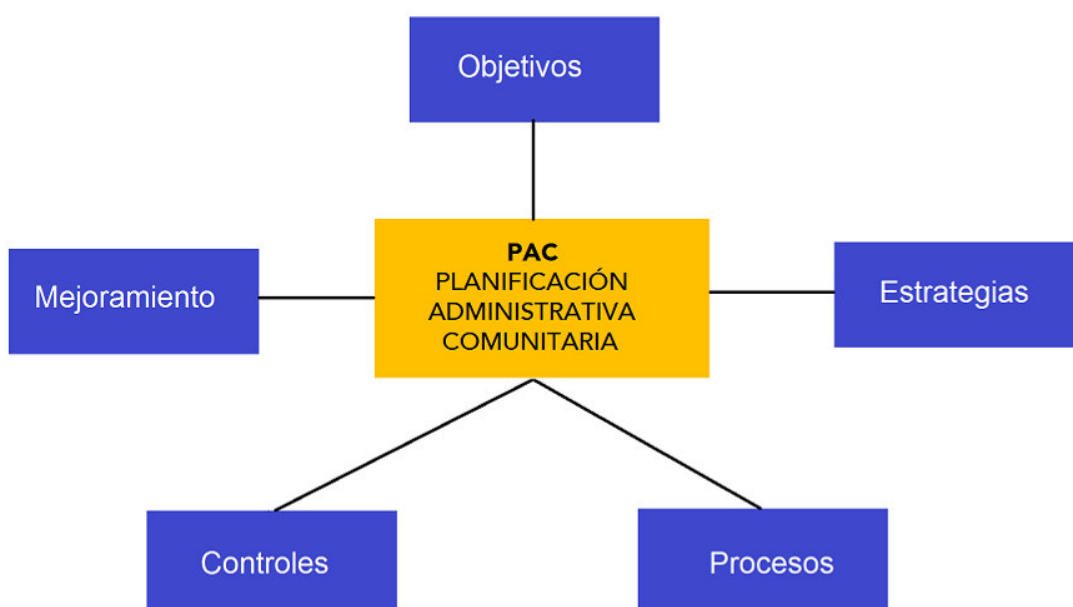 Objetivos
PAC
PLANIFICACIÓN
ADMINISTRATIVA
COMUNITARIA
Mejoramiento
Estrategias
Controles
Procesos